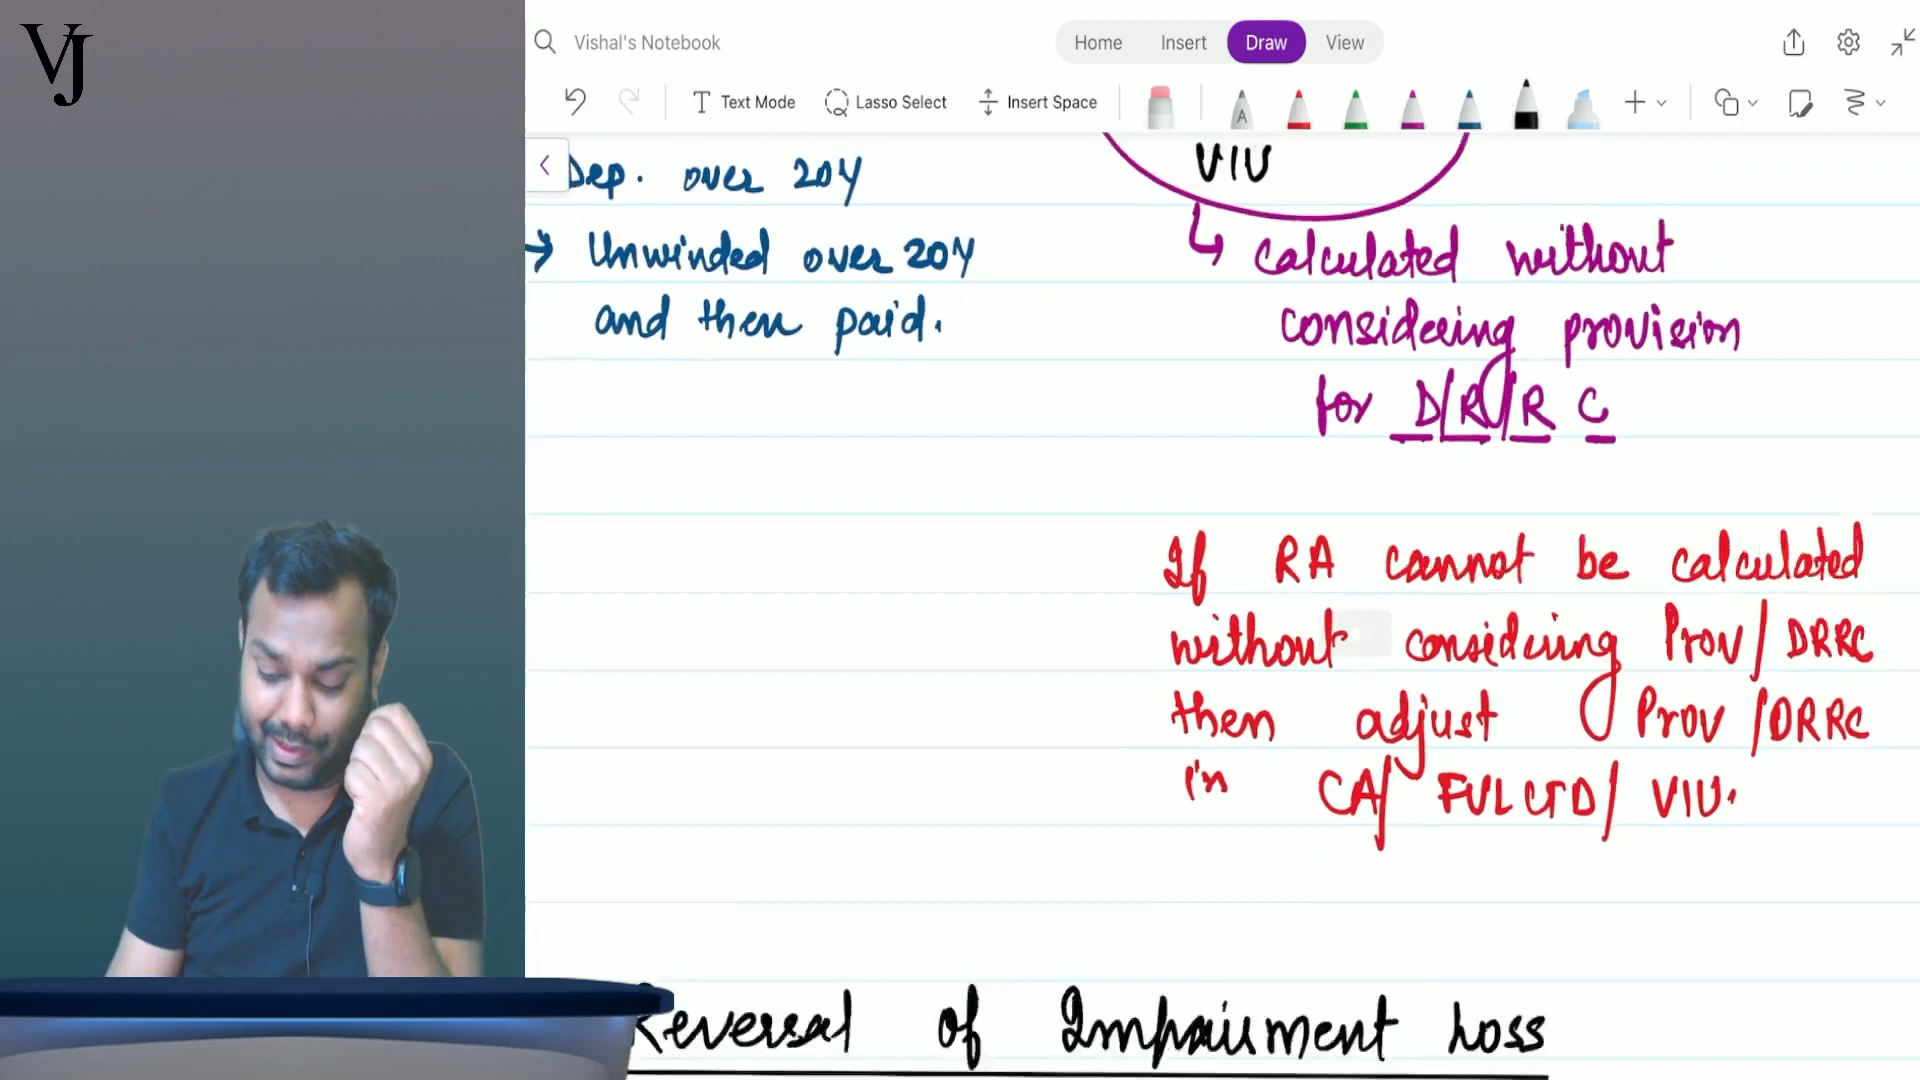 VJ
Vishal's Notebook
Home Insert Draw View
Text Mode Lasso Select Insert Space
A
Dep. over 20Y
→ Unwinded over 20Y
and then paid.
VIU
↳ calculated without
considering provision
for D/R/R C
If RA cannot be calculated
without considering Prov/DRRC
then adjust Prov/DRRC
in CA/FVLCTD/VIU.
Reversal of Impairment Loss